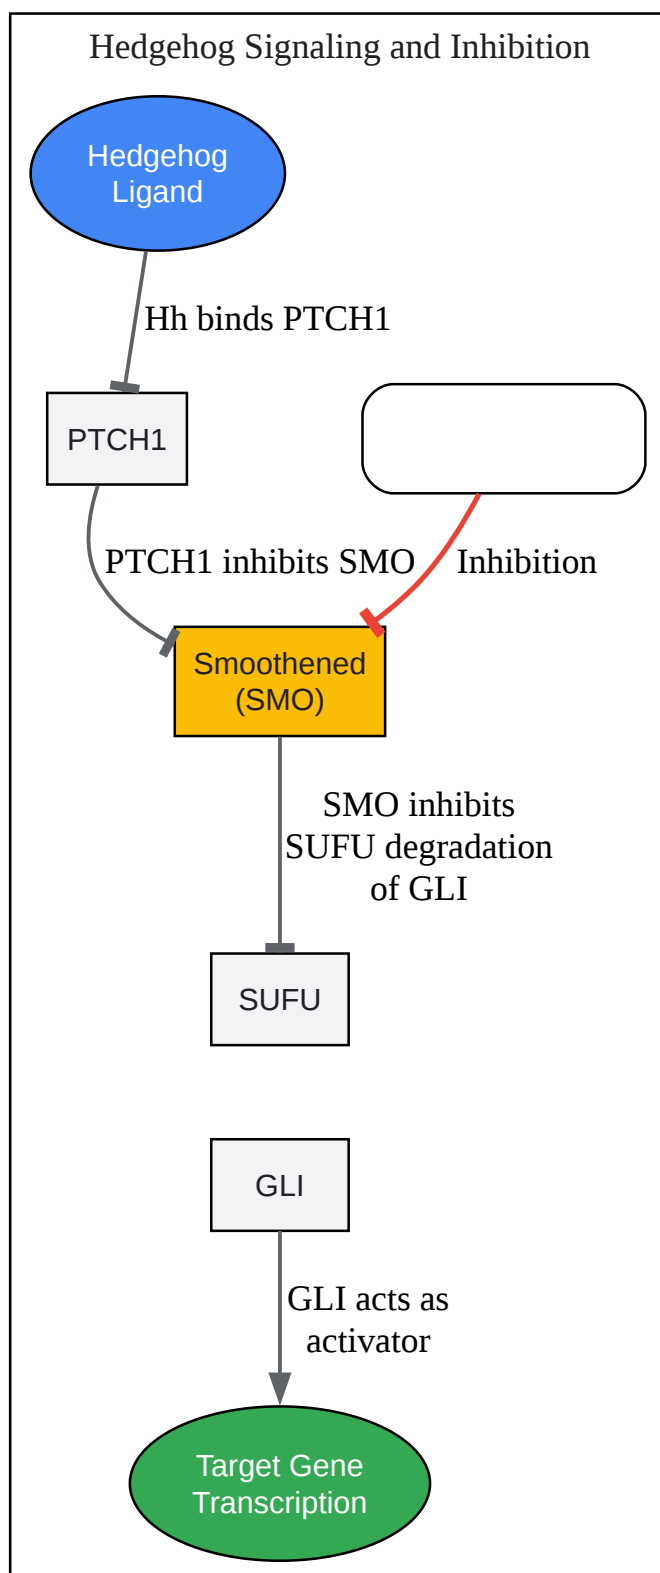 Hedgehog Signaling and Inhibition
Hedgehog
Ligand
Hh binds PTCH1
PTCH1
PTCH1 inhibits SMO
Inhibition
Smoothened
(SMO)
SMO inhibits
SUFU degradation
of GLI
SUFU
GLI
GLI acts as
activator
Target Gene
Transcription